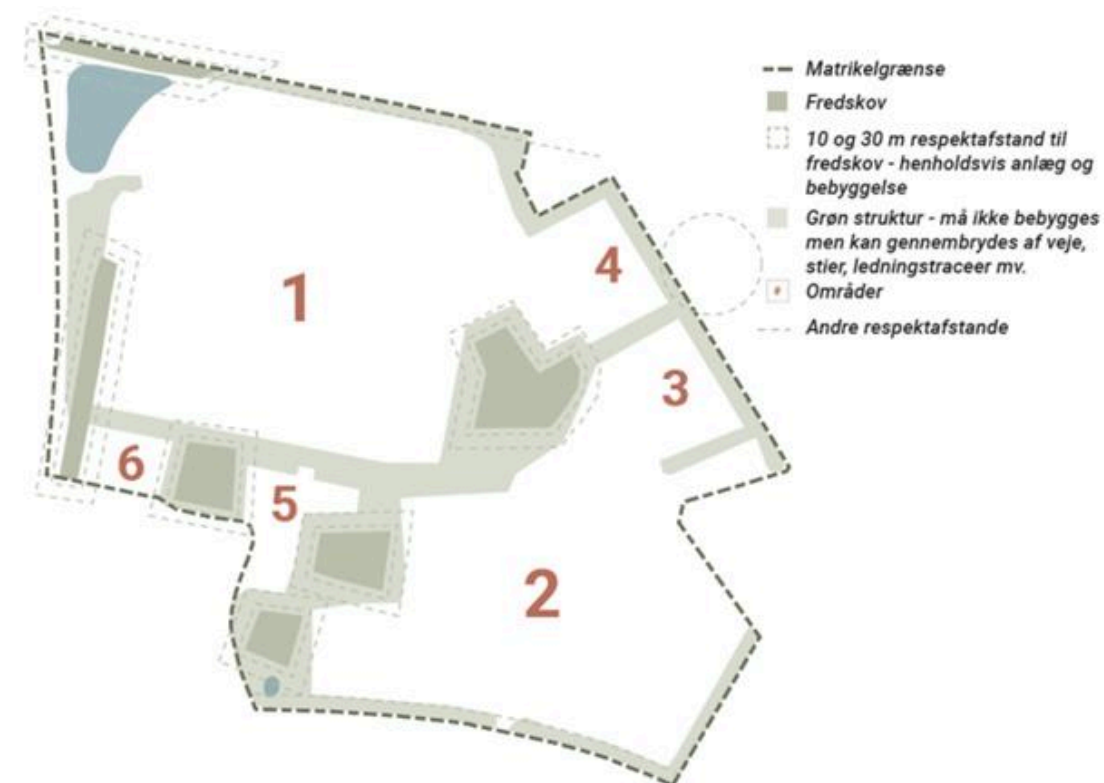 Matrikelgrænse
Fredskov
10 og 30 m respektafstand til
fredskov - henholdsvis anlæg og
bebyggelse
Grøn struktur - må ikke bebygges
men kan gennembrydes af veje,
stier, ledningstraceer mv.
Områder
Andre respektafstande
1
4
3
6
5
2